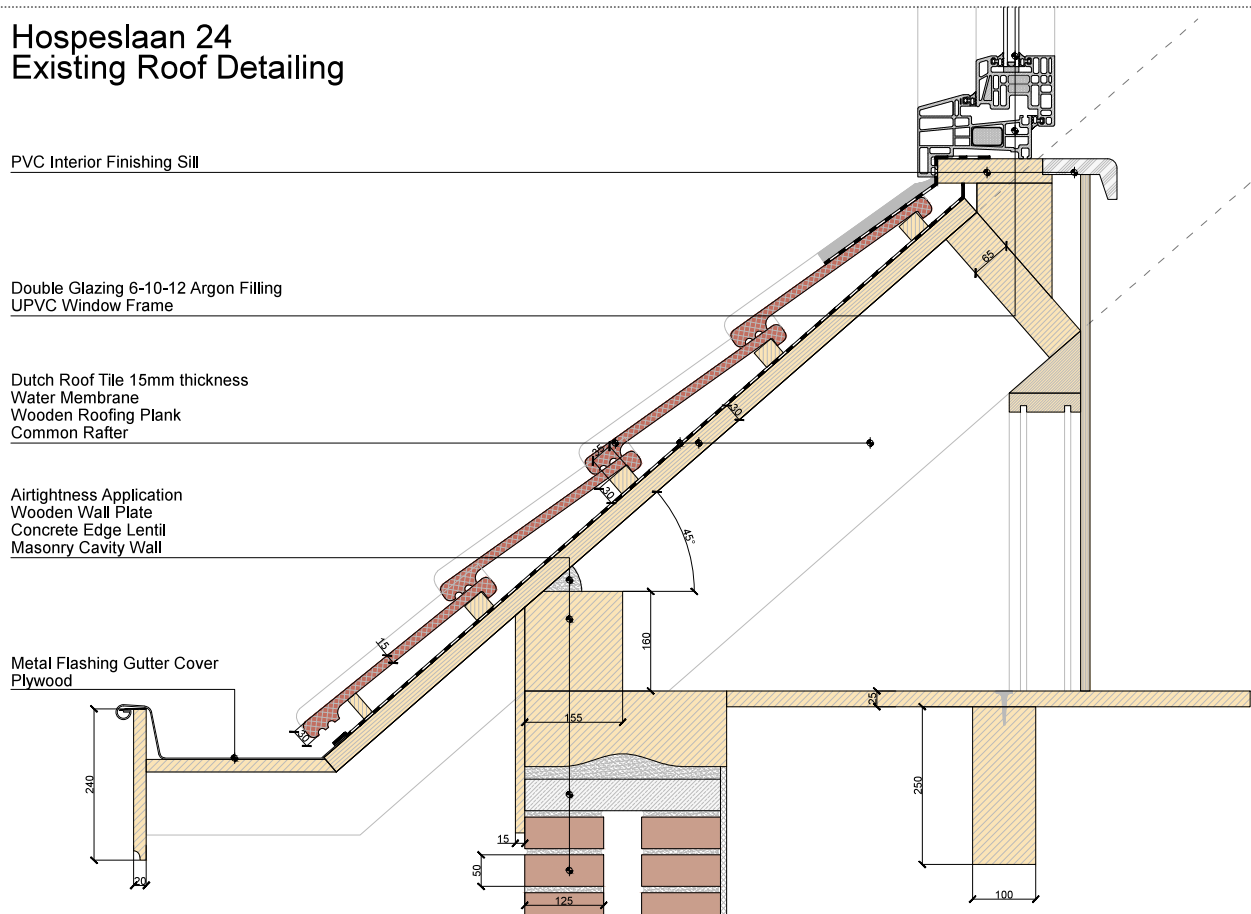 Hospeslaan 24
Existing Roof Detailing
PVC Interior Finishing Sill
Double Glazing 6-10-12 Argon Filling
UPVC Window Frame
Dutch Roof Tile 15mm thickness
Water Membrane
Wooden Roofing Plank
Common Rafter
Airtightness Application
Wooden Wall Plate
Concrete Edge Lentil
Masonry Cavity Wall
Metal Flashing Gutter Cover
Plywood
65
30
25
30
45°
15
160
30
155
25
240
250
15
50
20
125
100